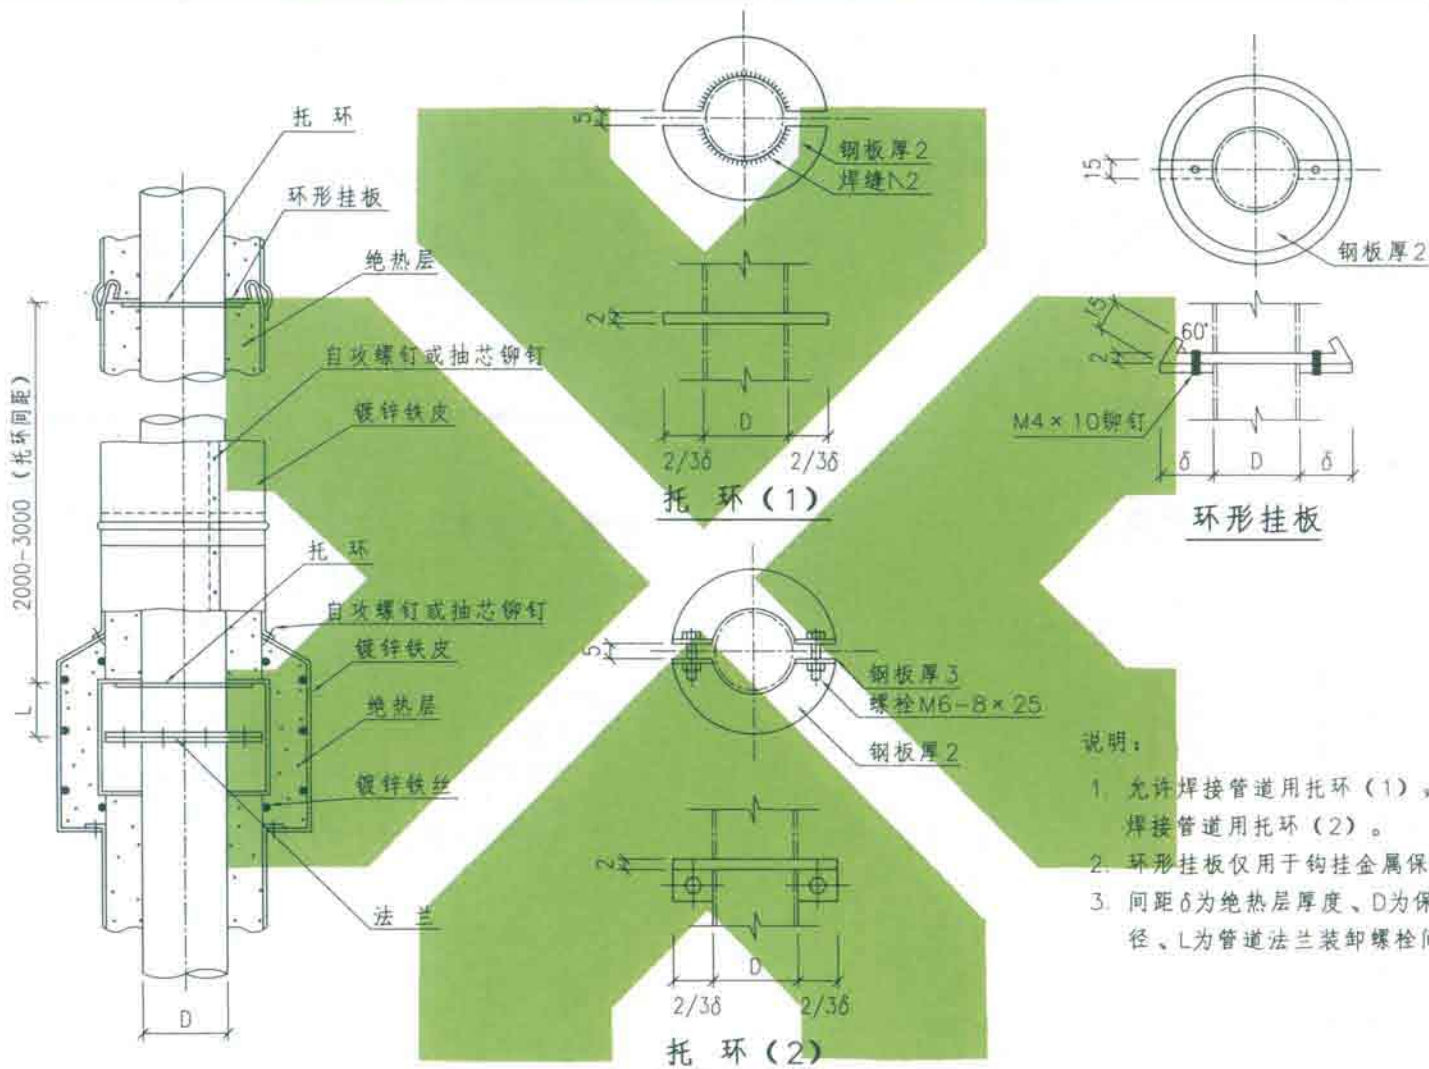 托 环
环形挂板
绝热层
自攻螺钉或抽芯铆钉
镀锌铁皮
托 环
自攻螺钉或抽芯铆钉
镀锌铁皮
绝热层
镀锌铁丝
法 兰
2000-3000（托环间距）
L
D
5
钢板厚2
焊缝
2
D
2/3δ
2/3δ
托 环（1）
5
钢板厚3
螺栓M6-8×25
钢板厚2
2
D
2/3δ
2/3δ
托 环（2）
15
钢板厚2
15
60°
2
M4×10铆钉
δ
D
δ
环形挂板
说明：
1. 允许焊接管道用托环（1）
焊接管道用托环（2）。
2. 环形挂板仅用于钩挂金属保
3. 间距δ为绝热层厚度、D为保
径、L为管道法兰装卸螺栓间